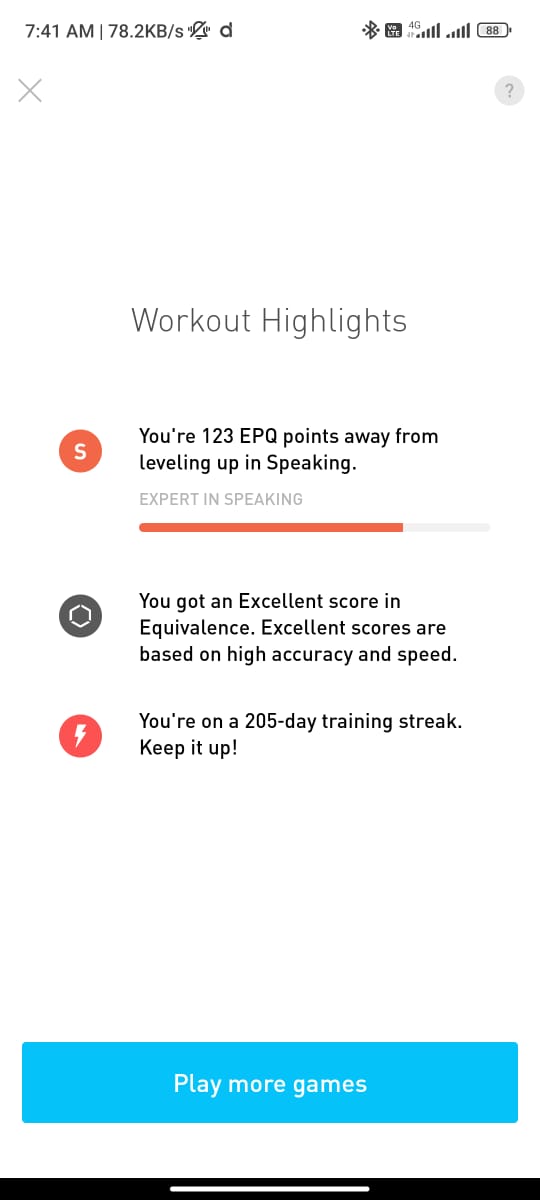 7:41 AM | 78.2KB/s d Vo LTE 4G 88
?
Workout Highlights
S
You're 123 EPQ points away from
leveling up in Speaking.
EXPERT IN SPEAKING
You got an Excellent score in
Equivalence. Excellent scores are
based on high accuracy and speed.
You're on a 205-day training streak.
Keep it up!
Play more games